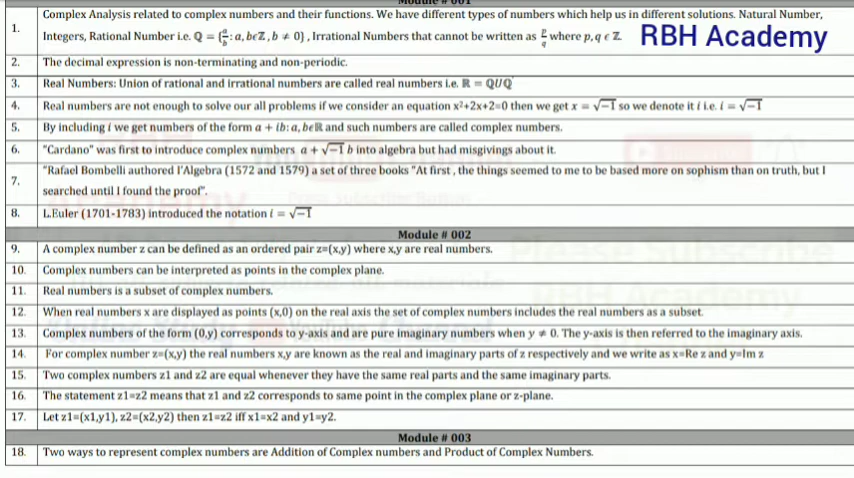 Module # 001
1. Complex Analysis related to complex numbers and their functions. We have different types of numbers which help us in different solutions. Natural Number,
Integers, Rational Number i.e. Q = {a/b : a, bϵℤ, b ≠ 0} , Irrational Numbers that cannot be written as p/q where p, q ϵ ℤ RBH Academy
2. The decimal expression is non-terminating and non-periodic.
3. Real Numbers: Union of rational and irrational numbers are called real numbers i.e. ℝ = QUQ′
4. Real numbers are not enough to solve our all problems if we consider an equation x²+2x+2=0 then we get x = √−1 so we denote it i i.e. i = √−1
5. By including i we get numbers of the form a + ib: a, bϵℝ and such numbers are called complex numbers.
6. "Cardano" was first to introduce complex numbers a + √−1 b into algebra but had misgivings about it.
7. "Rafael Bombelli authored l'Algebra (1572 and 1579) a set of three books "At first , the things seemed to me to be based more on sophism than on truth, but I
searched until I found the proof".
8. L.Euler (1701-1783) introduced the notation i = √−1
Module # 002
9. A complex number z can be defined as an ordered pair z=(x,y) where x,y are real numbers.
10. Complex numbers can be interpreted as points in the complex plane.
11. Real numbers is a subset of complex numbers.
12. When real numbers x are displayed as points (x,0) on the real axis the set of complex numbers includes the real numbers as a subset.
13. Complex numbers of the form (0,y) corresponds to y-axis and are pure imaginary numbers when y ≠ 0. The y-axis is then referred to the imaginary axis.
14. For complex number z=(x,y) the real numbers x,y are known as the real and imaginary parts of z respectively and we write as x=Re z and y=Im z
15. Two complex numbers z1 and z2 are equal whenever they have the same real parts and the same imaginary parts.
16. The statement z1=z2 means that z1 and z2 corresponds to same point in the complex plane or z-plane.
17. Let z1=(x1,y1), z2=(x2,y2) then z1=z2 iff x1=x2 and y1=y2.
Module # 003
18. Two ways to represent complex numbers are Addition of Complex numbers and Product of Complex Numbers.
Please Subscribe
RBH Academy